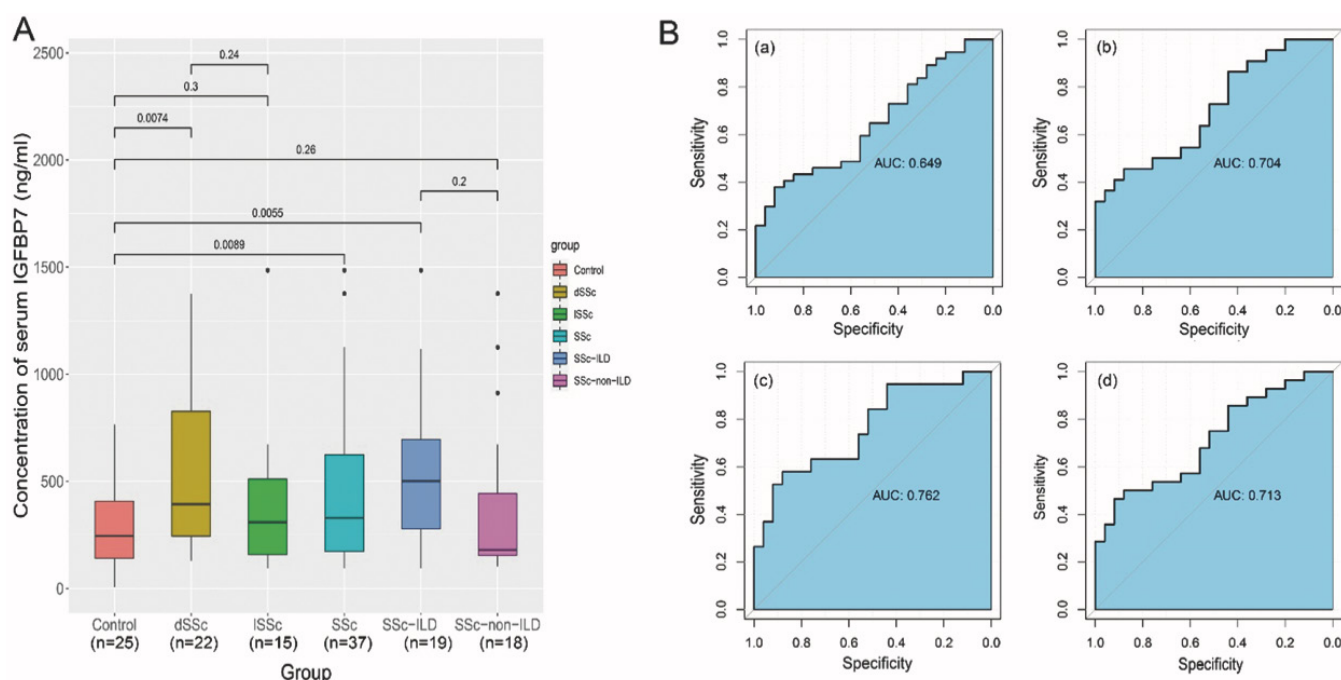 A
Concentration of serum IGFBP7 (ng/ml)
2500
2000
1500
1000
500
0
0.24
0.3
0.0074
0.26
0.2
0.0055
0.0089
Control
(n=25)
dSSc
(n=22)
lSSc
(n=15)
SSc
(n=37)
SSc-ILD
(n=19)
SSc-non-ILD
(n=18)
Group
group
Control
dSSc
lSSc
SSc
SSc-ILD
SSc-non-ILD
B
(a)
Sensitivity
0.0 0.2 0.4 0.6 0.8 1.0
AUC: 0.649
1.0 0.8 0.6 0.4 0.2 0.0
Specificity
(b)
Sensitivity
0.0 0.2 0.4 0.6 0.8 1.0
AUC: 0.704
1.0 0.8 0.6 0.4 0.2 0.0
Specificity
(c)
Sensitivity
0.0 0.2 0.4 0.6 0.8 1.0
AUC: 0.762
1.0 0.8 0.6 0.4 0.2 0.0
Specificity
(d)
Sensitivity
0.0 0.2 0.4 0.6 0.8 1.0
AUC: 0.713
1.0 0.8 0.6 0.4 0.2 0.0
Specificity